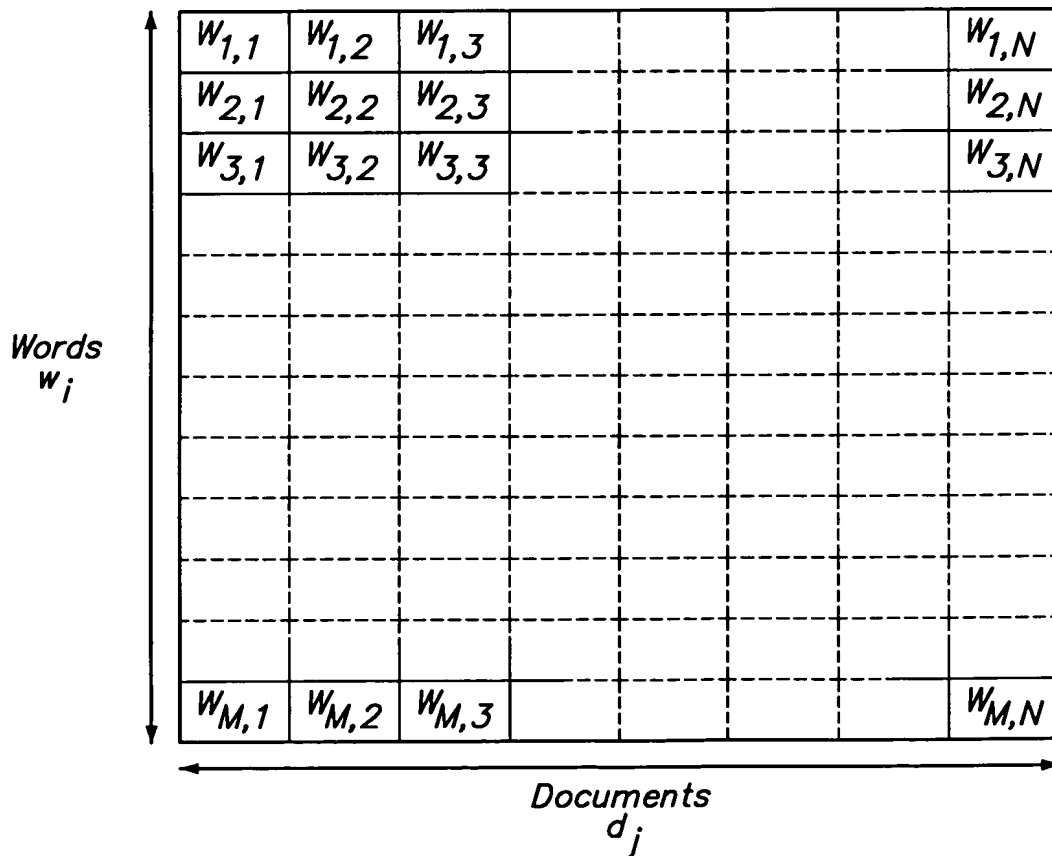 W1,1 W1,2 W1,3 W1,N
W2,1 W2,2 W2,3 W2,N
W3,1 W3,2 W3,3 W3,N
Words
wi
WM,1 WM,2 WM,3 WM,N
Documents
dj